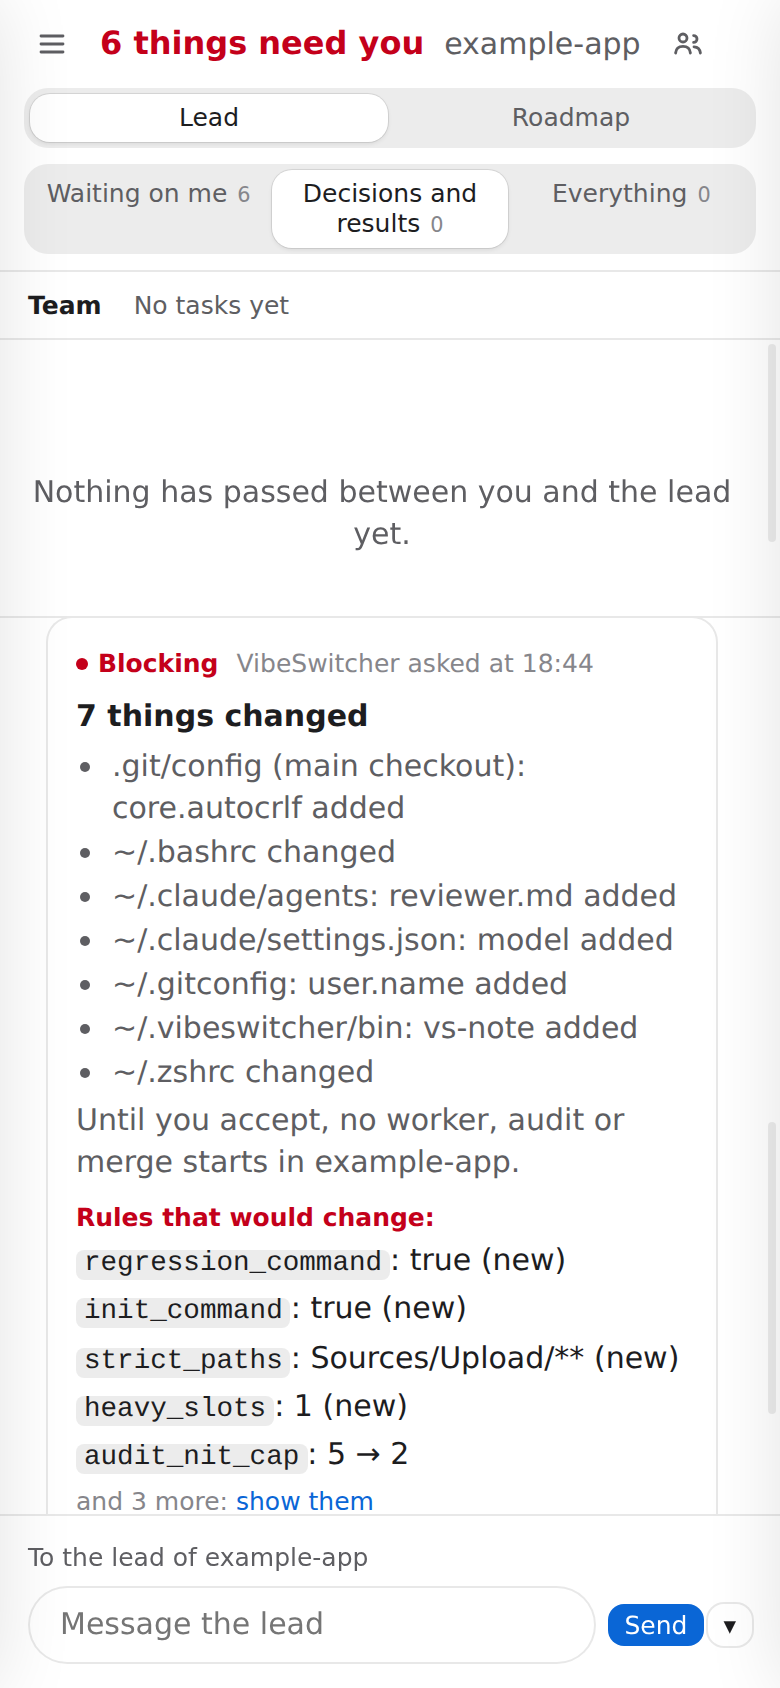 6 things need you example-app
Lead Roadmap
Waiting on me 6
Decisions and results 0
Everything 0
Team No tasks yet
Nothing has passed between you and the lead
yet.
Blocking VibeSwitcher asked at 18:44
7 things changed
.git/config (main checkout):
core.autocrlf added
~/.bashrc changed
~/.claude/agents: reviewer.md added
~/.claude/settings.json: model added
~/.gitconfig: user.name added
~/.vibeswitcher/bin: vs-note added
~/.zshrc changed
Until you accept, no worker, audit or
merge starts in example-app.
Rules that would change:
regression_command: true (new)
init_command: true (new)
strict_paths: Sources/Upload/** (new)
heavy_slots: 1 (new)
audit_nit_cap: 5 → 2
and 3 more: show them
To the lead of example-app
Message the lead
Send ▼